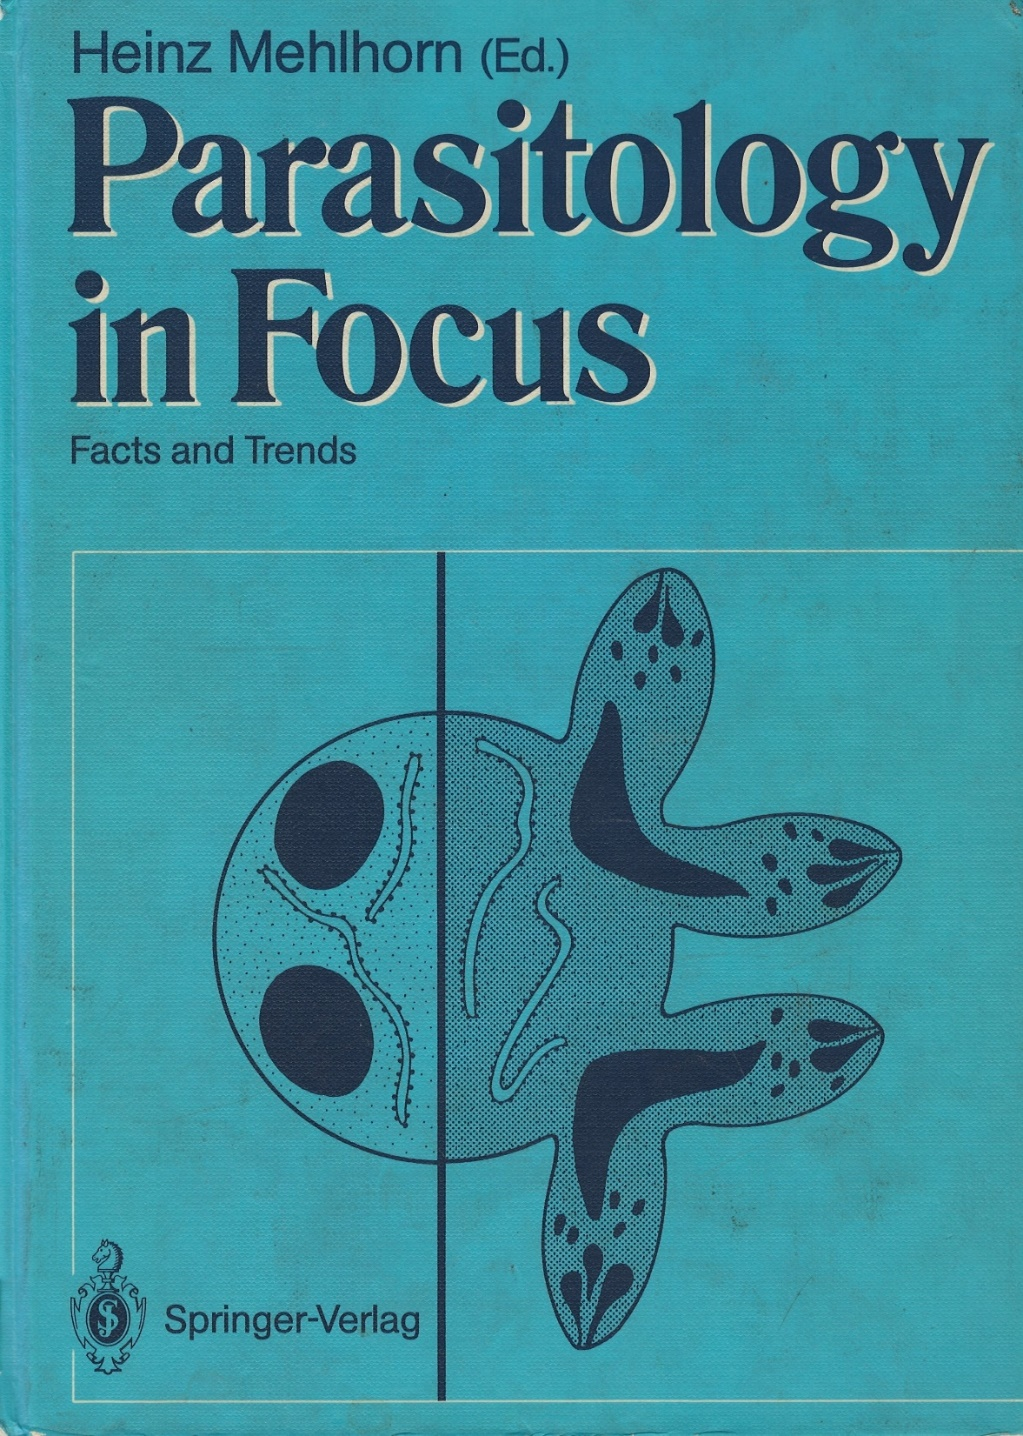 Heinz Mehlhorn (Ed.)
Parasitology
in Focus
Facts and Trends
Springer-Verlag